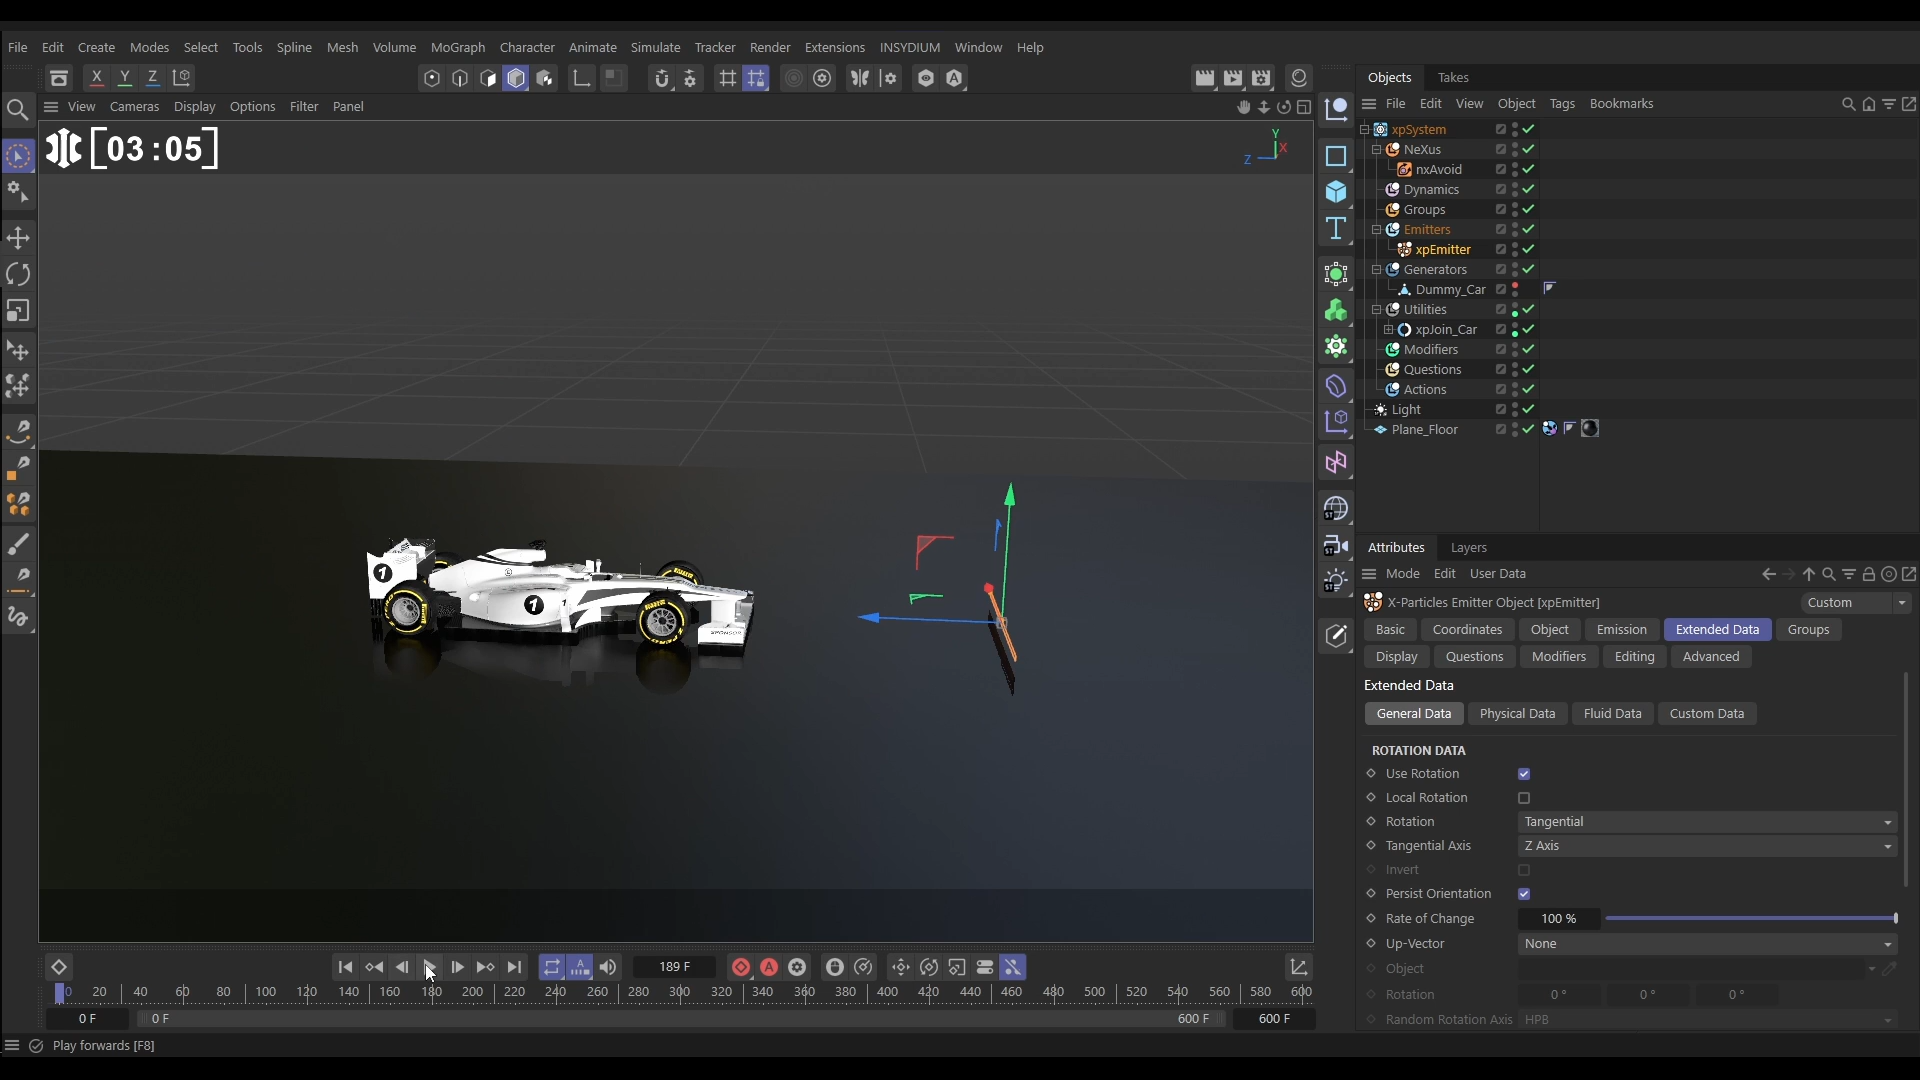 File Edit Create Modes Select Tools Spline Mesh Volume MoGraph Character Animate Simulate Tracker Render Extensions INSYDIUM Window Help
X Y Z
View Cameras Display Options Filter Panel
[03:05]
Y
X
Z
1
1
1
SPONSOR
Objects Takes
File Edit View Object Tags Bookmarks
xpSystem
NeXus
nxAvoid
Dynamics
Groups
Emitters
xpEmitter
Generators
Dummy_Car
Utilities
xpJoin_Car
Modifiers
Questions
Actions
Light
Plane_Floor
Attributes Layers
Mode Edit User Data
X-Particles Emitter Object [xpEmitter] Custom
Basic Coordinates Object Emission Extended Data Groups
Display Questions Modifiers Editing Advanced
Extended Data
General Data Physical Data Fluid Data Custom Data
ROTATION DATA
Use Rotation
Local Rotation
Rotation Tangential
Tangential Axis Z Axis
Invert
Persist Orientation
Rate of Change 100 %
Up-Vector None
Object
Rotation 0 ° 0 ° 0 °
Random Rotation Axis HPB
189 F
0 20 40 60 80 100 120 140 160 180 200 220 240 260 280 300 320 340 360 380 400 420 440 460 480 500 520 540 560 580 600
0 F 0 F 600 F 600 F
Play forwards [F8]